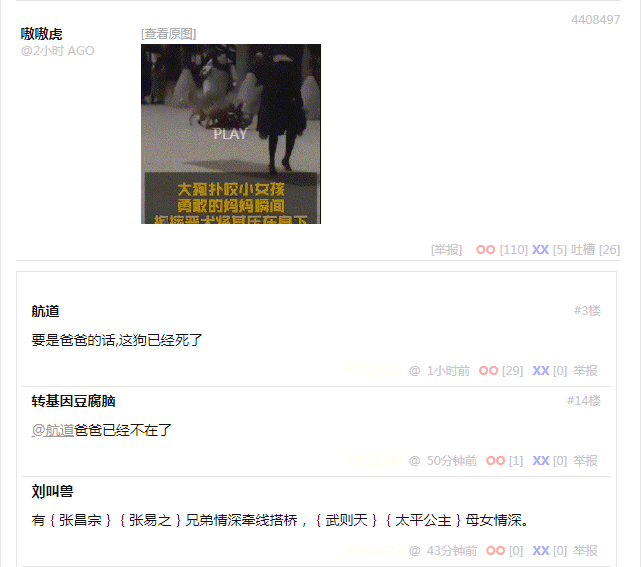 4408497
嗷嗷虎
@2小时 AGO
[查看原图]
PLAY
大狗扑咬小女孩
勇敢的妈妈瞬间
[举报] OO [110] XX [5] 吐槽 [26]
航道
#3楼
要是爸爸的话,这狗已经死了
@ 1小时前 OO [29] XX [0] 举报
转基因豆腐脑
#14楼
@航道爸爸已经不在了
@ 50分钟前 OO [1] XX [0] 举报
刘叫兽
有｛张昌宗｝｛张易之｝兄弟情深牵线搭桥，｛武则天｝｛太平公主｝母女情深。
@ 43分钟前 OO [0] XX [0] 举报